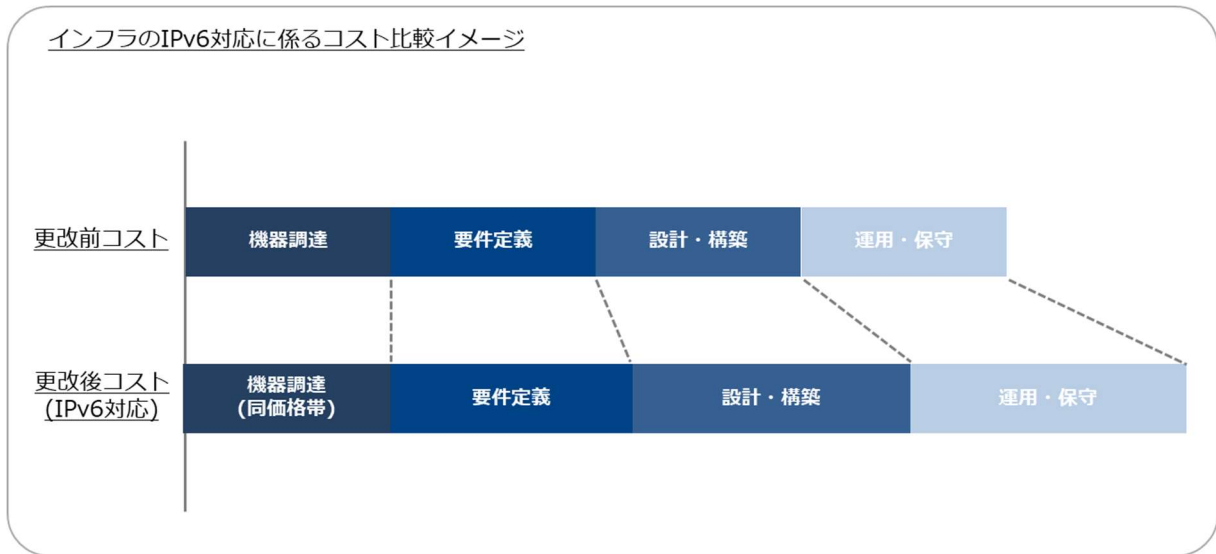 インフラのIPv6対応に係るコスト比較イメージ
更改前コスト
機器調達
要件定義
設計・構築
運用・保守
更改後コスト
(IPv6対応)
機器調達
(同価格帯)
要件定義
設計・構築
運用・保守